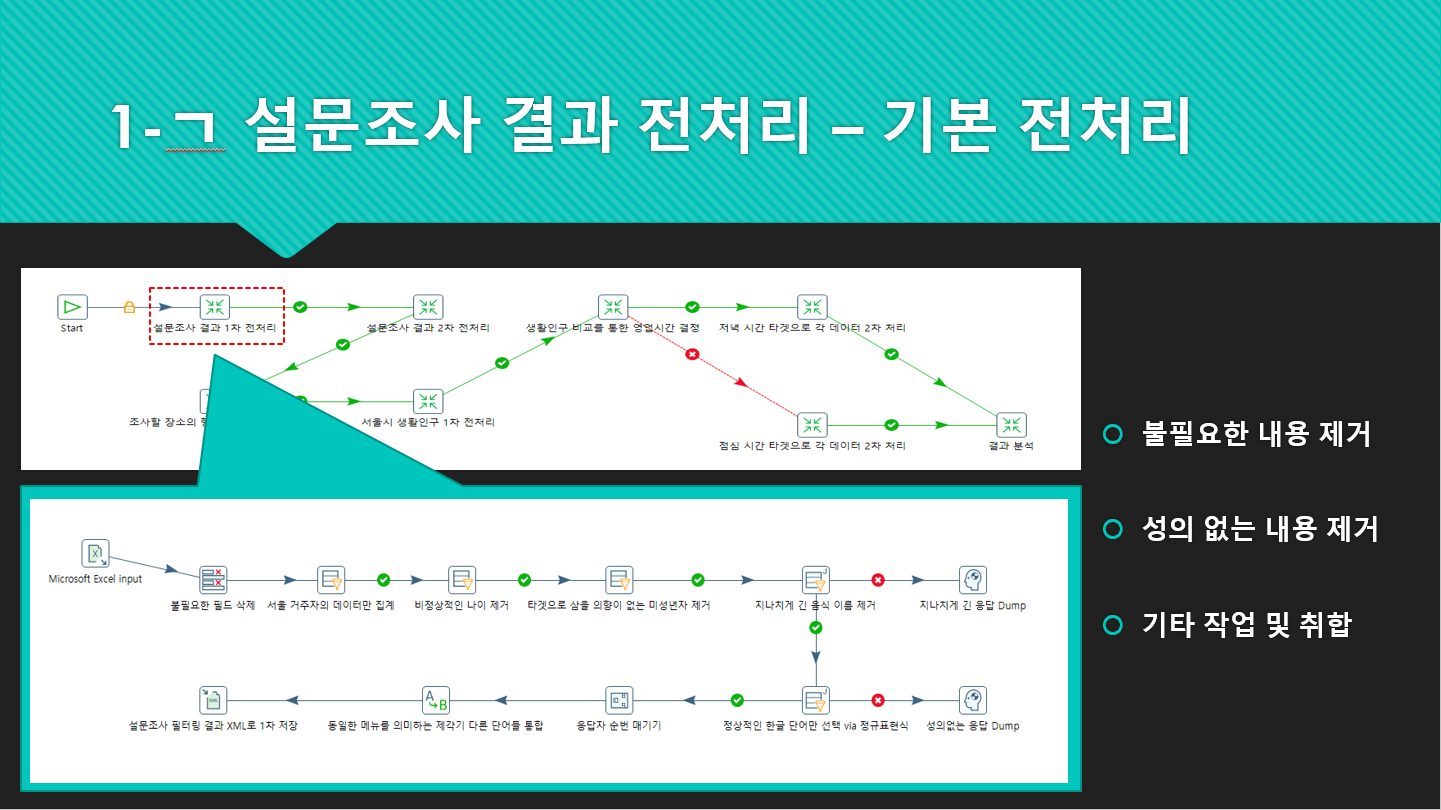 1-ㄱ 설문조사 결과 전처리 – 기본 전처리
Start
설문조사 결과 1차 전처리
설문조사 결과 2차 전처리
생활인구 비교를 통한 영업시간 결정
저녁 시간 타겟으로 각 데이터 2차 처리
조사할 장소의
서울시 생활인구 1차 전처리
점심 시간 타겟으로 각 데이터 2차 처리
결과 분석
불필요한 내용 제거
성의 없는 내용 제거
기타 작업 및 취합
Microsoft Excel input
불필요한 필드 삭제
서울 거주자의 데이터만 집계
비정상적인 나이 제거
타겟으로 삼을 의향이 없는 미성년자 제거
지나치게 긴 음식 이름 제거
지나치게 긴 응답 Dump
설문조사 필터링 결과 XML로 1차 저장
동일한 메뉴를 의미하는 제각기 다른 단어들 통합
응답자 순번 매기기
정상적인 한글 단어만 선택 via 정규표현식
성의없는 응답 Dump